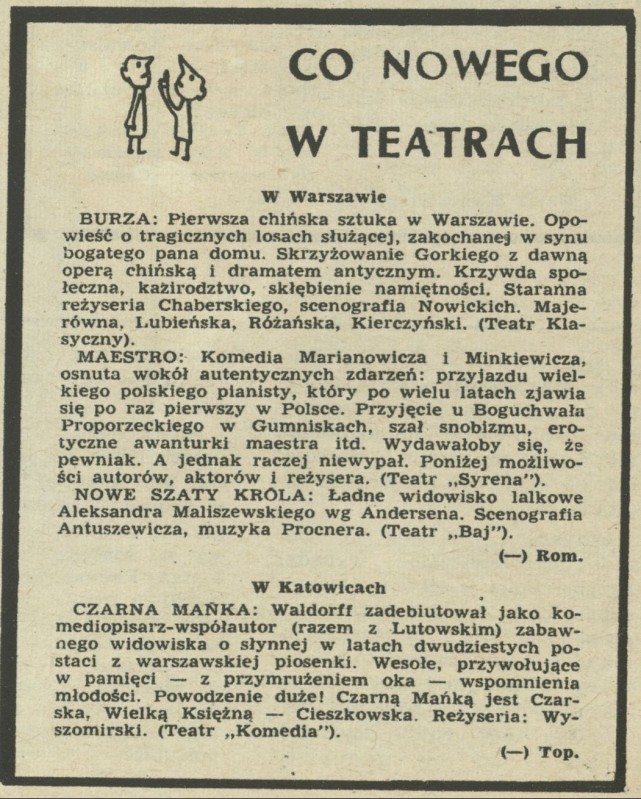 CO NOWEGO
W TEATRACH
W Warszawie
BURZA: Pierwsza chińska sztuka w Warszawie. Opo-
wieść o tragicznych losach służącej, zakochanej w synu
bogatego pana domu. Skrzyżowanie Gorkiego z dawną
operą chińską i dramatem antycznym. Krzywda spo-
łeczna, kazirodztwo, skłębienie namiętności. Staranna
reżyseria Chaberskiego, scenografia Nowickich. Maje-
równa, Lubieńska, Różańska, Kierczyński. (Teatr Kla-
syczny).
MAESTRO: Komedia Marianowicza i Minkiewicza,
osnuta wokół autentycznych zdarzeń: przyjazdu wiel-
kiego polskiego pianisty, który po wielu latach zjawia
się po raz pierwszy w Polsce. Przyjęcie u Boguchwała
Proporzeckiego w Gumniskach, szał snobizmu, ero-
tyczne awanturki maestra itd. Wydawałoby się, że
pewniak. A jednak raczej niewypał. Poniżej możliwo-
ści autorów, aktorów i reżysera. (Teatr „Syrena").
NOWE SZATY KRÓLA: Ładne widowisko lalkowe
Aleksandra Maliszewskiego wg Andersena. Scenografia
Antuszewicza, muzyka Procnera. (Teatr „Baj").
(—) Rom.
W Katowicach
CZARNA MAŃKA: Waldorff zadebiutował jako ko-
mediopisarz-współautor (razem z Lutowskim) zabaw-
nego widowiska o słynnej w latach dwudziestych po-
staci z warszawskiej piosenki. Wesołe, przywołujące
w pamięci — z przymrużeniem oka — wspomnienia
młodości. Powodzenie duże! Czarną Mańką jest Czar-
ska, Wielką Księżną — Cieszkowska. Reżyseria: Wy-
szomirski. (Teatr „Komedia").
(—) Top.